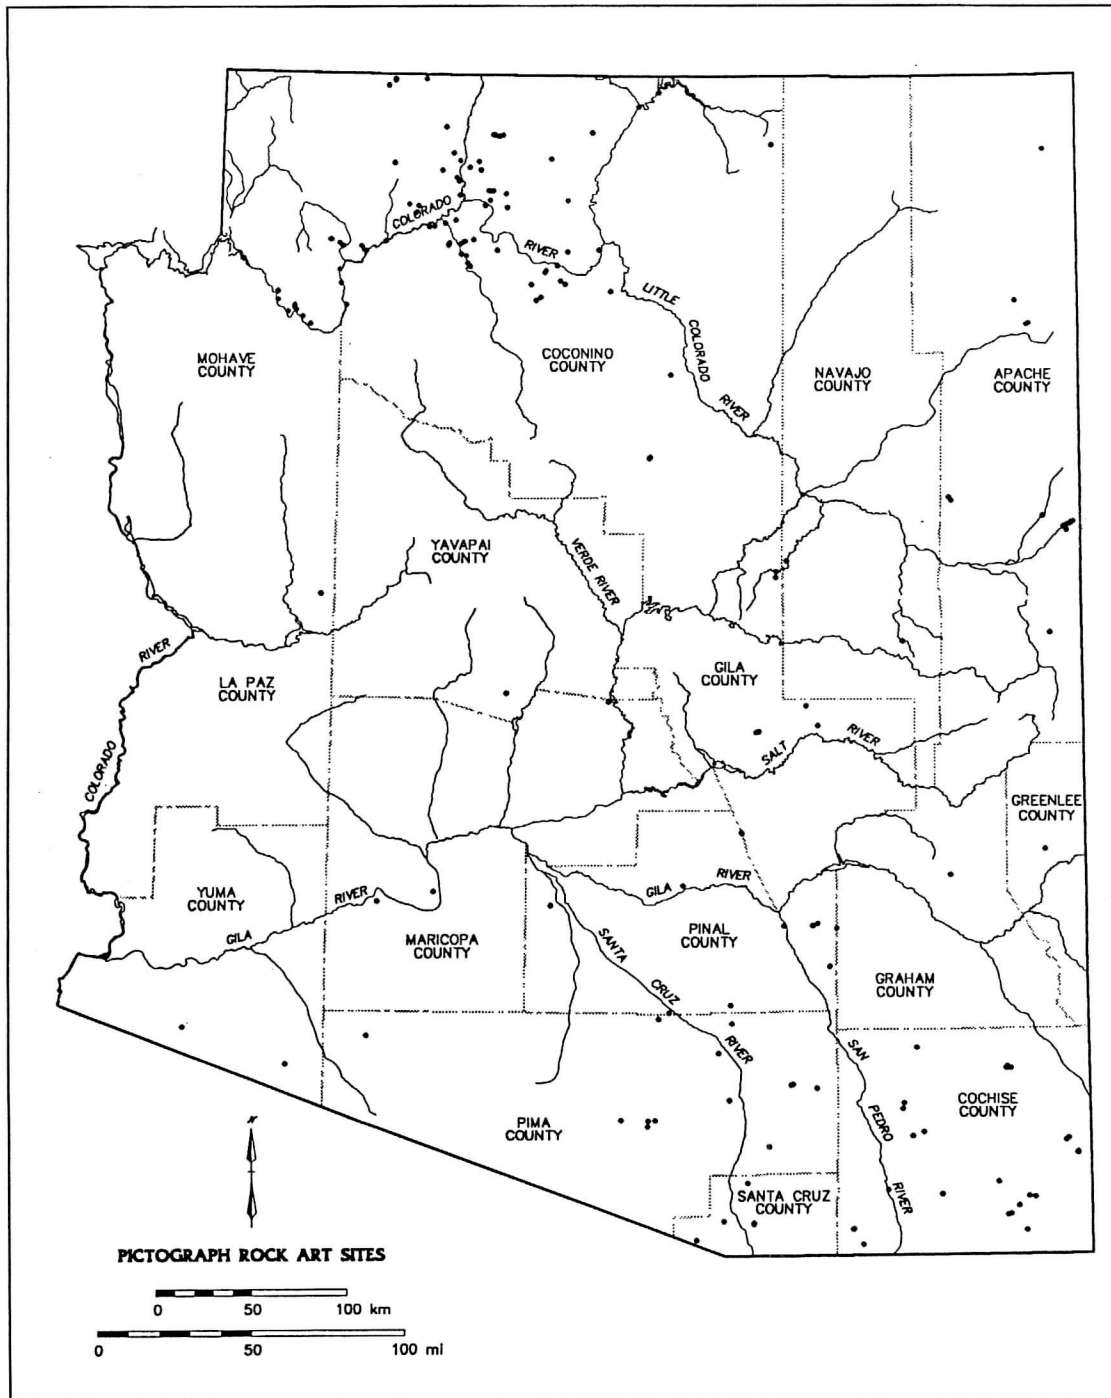 COLORADO
RIVER
LITTLE
COLORADO
RIVER
MOHAVE
COUNTY
COCONINO
COUNTY
NAVAJO
COUNTY
APACHE
COUNTY
YAVAPAI
COUNTY
VERDE RIVER
RIVER
COLORADO
LA PAZ
COUNTY
GILA
COUNTY
SALT
RIVER
GREENLEE
COUNTY
YUMA
COUNTY
GILA
RIVER
MARICOPA
COUNTY
GILA
RIVER
SANTA
CRUZ
RIVER
PINAL
COUNTY
GRAHAM
COUNTY
SAN
PEDRO
RIVER
COCHISE
COUNTY
PIMA
COUNTY
SANTA CRUZ
COUNTY
N
PICTOGRAPH ROCK ART SITES
0 50 100 km
0 50 100 mi